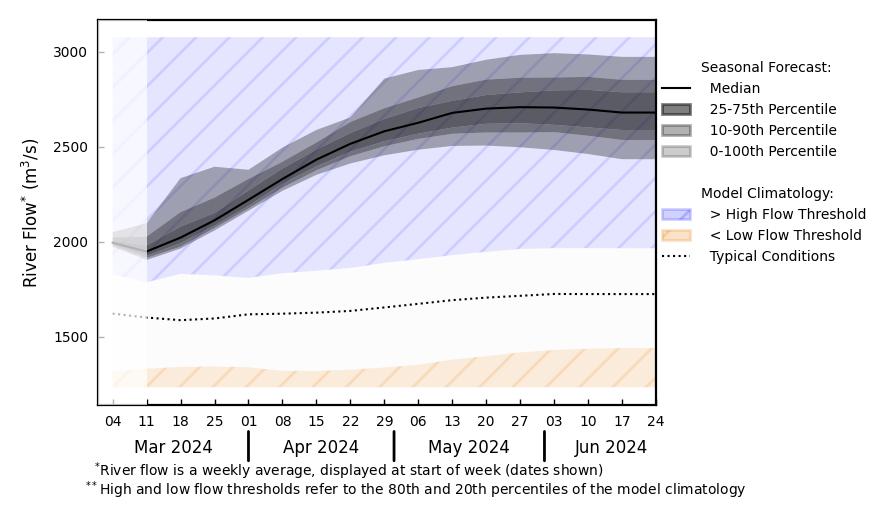 River Flow* (m³/s)
3000
2500
2000
1500
04 11 18 25 01 08 15 22 29 06 13 20 27 03 10 17 24
Mar 2024 Apr 2024 May 2024 Jun 2024
*River flow is a weekly average, displayed at start of week (dates shown)
**High and low flow thresholds refer to the 80th and 20th percentiles of the model climatology
Seasonal Forecast:
Median
25-75th Percentile
10-90th Percentile
0-100th Percentile
Model Climatology:
> High Flow Threshold
< Low Flow Threshold
Typical Conditions